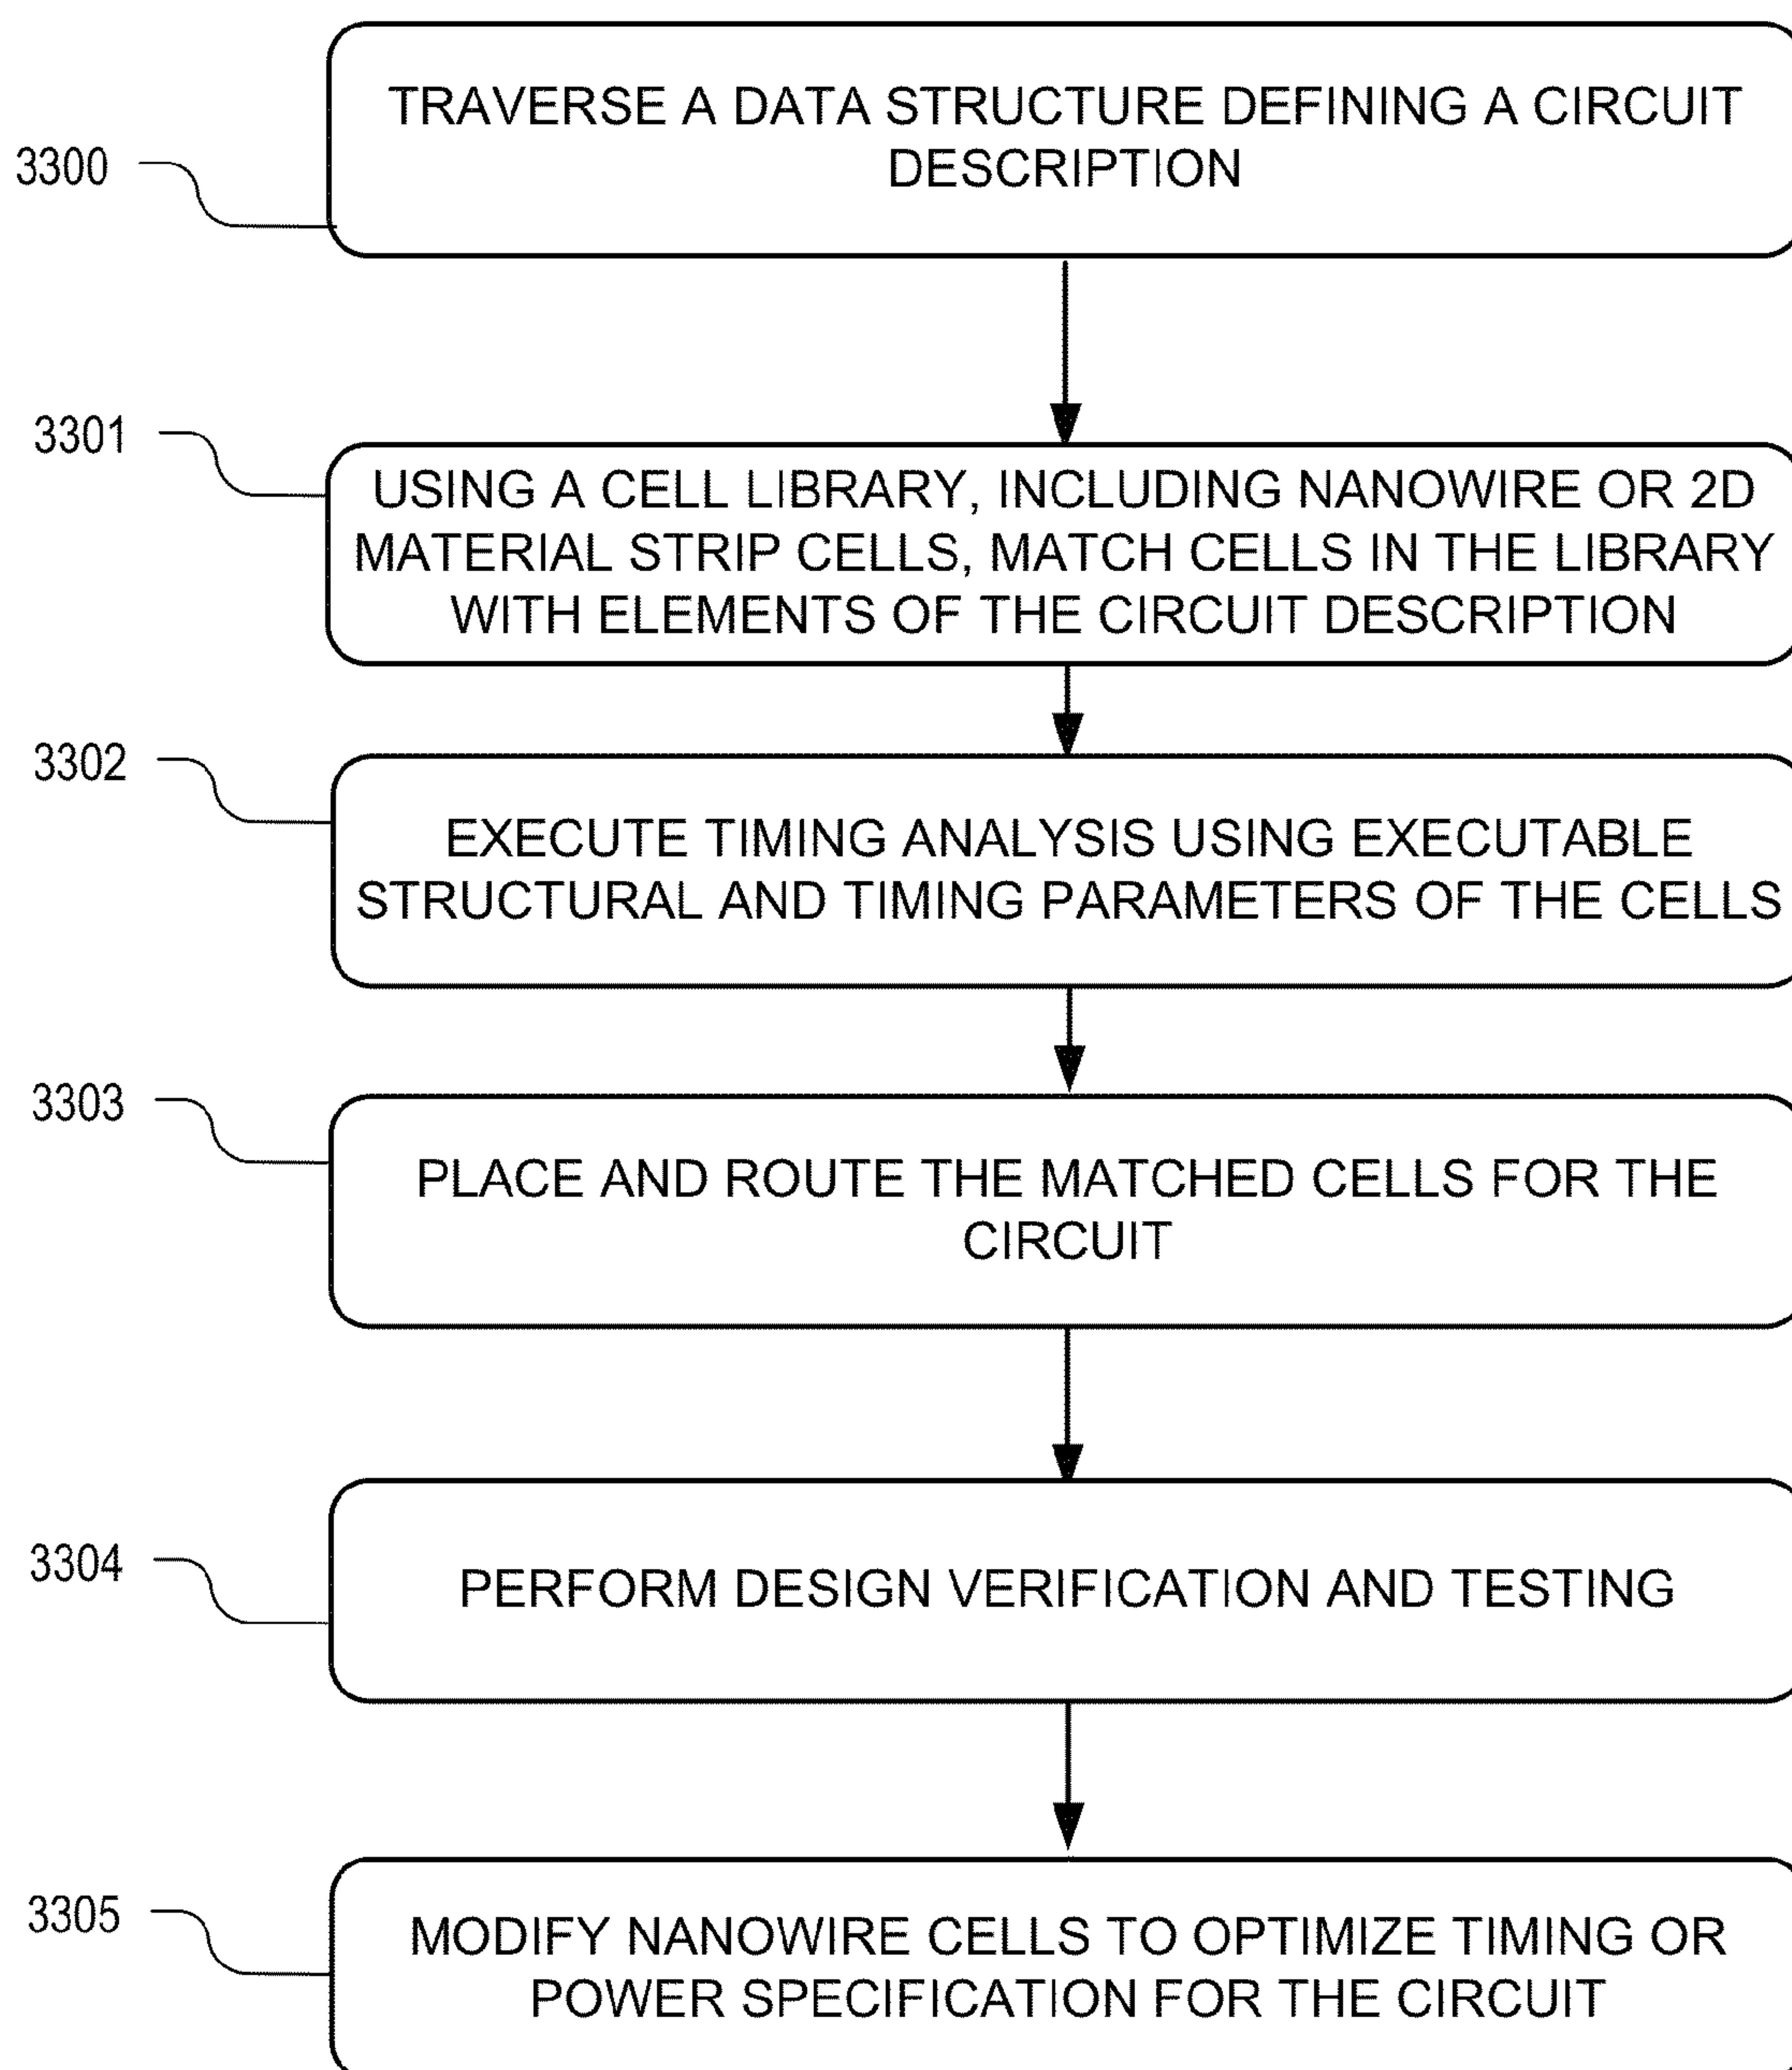 TRAVERSE A DATA STRUCTURE DEFINING A CIRCUIT
DESCRIPTION
3300
3301
USING A CELL LIBRARY, INCLUDING NANOWIRE OR 2D
MATERIAL STRIP CELLS, MATCH CELLS IN THE LIBRARY
WITH ELEMENTS OF THE CIRCUIT DESCRIPTION
3302
EXECUTE TIMING ANALYSIS USING EXECUTABLE
STRUCTURAL AND TIMING PARAMETERS OF THE CELLS
3303
PLACE AND ROUTE THE MATCHED CELLS FOR THE
CIRCUIT
3304
PERFORM DESIGN VERIFICATION AND TESTING
3305
MODIFY NANOWIRE CELLS TO OPTIMIZE TIMING OR
POWER SPECIFICATION FOR THE CIRCUIT